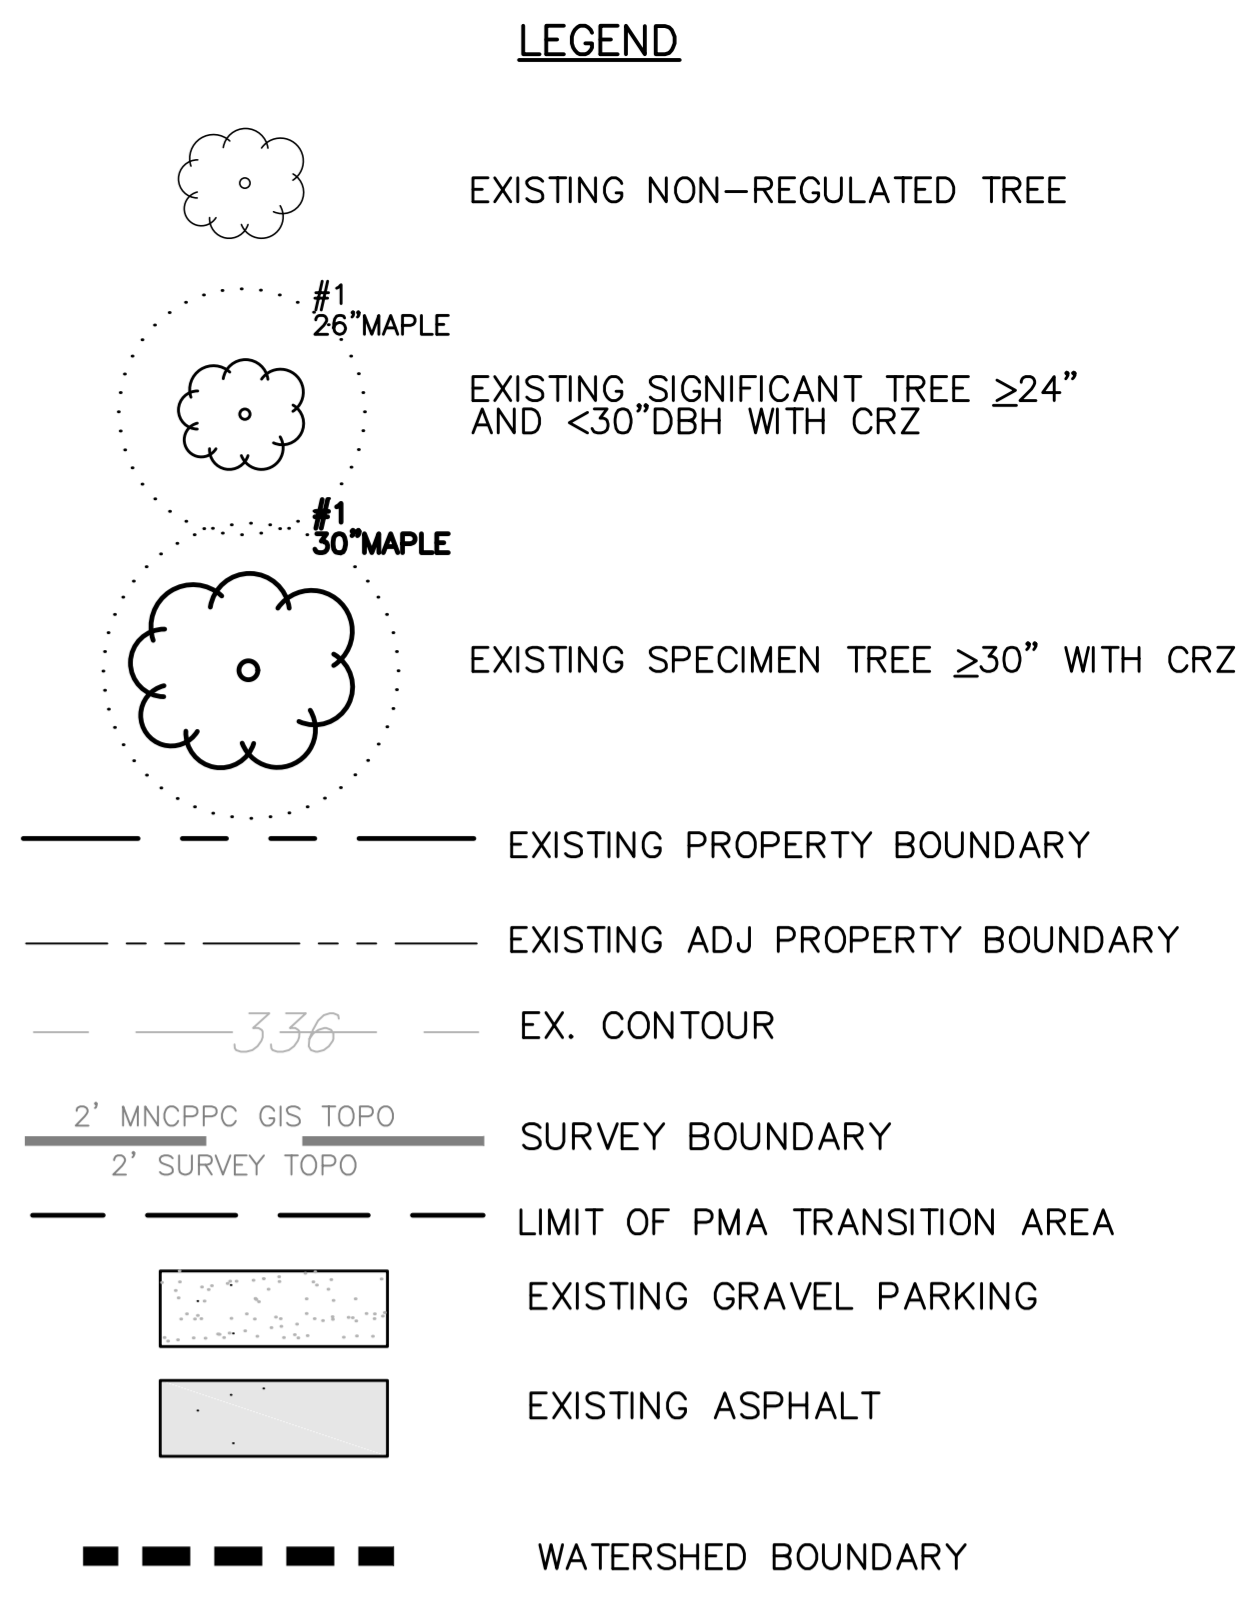 LEGEND
EXISTING NON-REGULATED TREE
#1
26"MAPLE
EXISTING SIGNIFICANT TREE ≥24"
AND <30"DBH WITH CRZ
#1
30"MAPLE
EXISTING SPECIMEN TREE ≥30" WITH CRZ
EXISTING PROPERTY BOUNDARY
EXISTING ADJ PROPERTY BOUNDARY
336
EX. CONTOUR
2' MNCPPC GIS TOPO
SURVEY BOUNDARY
2' SURVEY TOPO
LIMIT OF PMA TRANSITION AREA
EXISTING GRAVEL PARKING
EXISTING ASPHALT
WATERSHED BOUNDARY